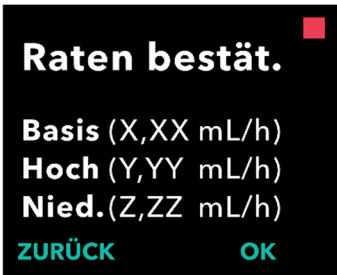 Raten bestät.
Basis (X,XX mL/h)
Hoch (Y,YY mL/h)
Nied. (Z,ZZ mL/h)
ZURÜCK OK